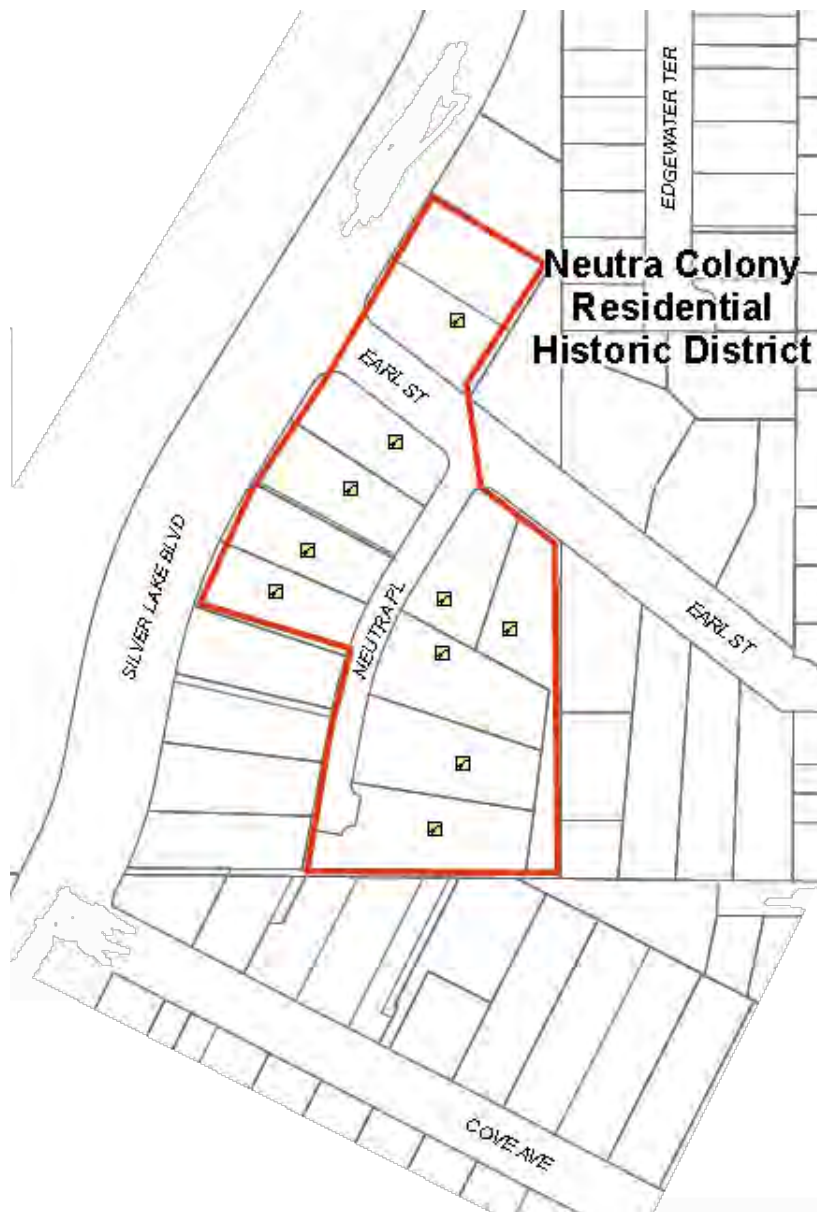 EDGEWATER TER
Neutra Colony
Residential
Historic District
EARL ST
SILVER LAKE BLVD
NEUTRA PL
EARL ST
COVE AVE